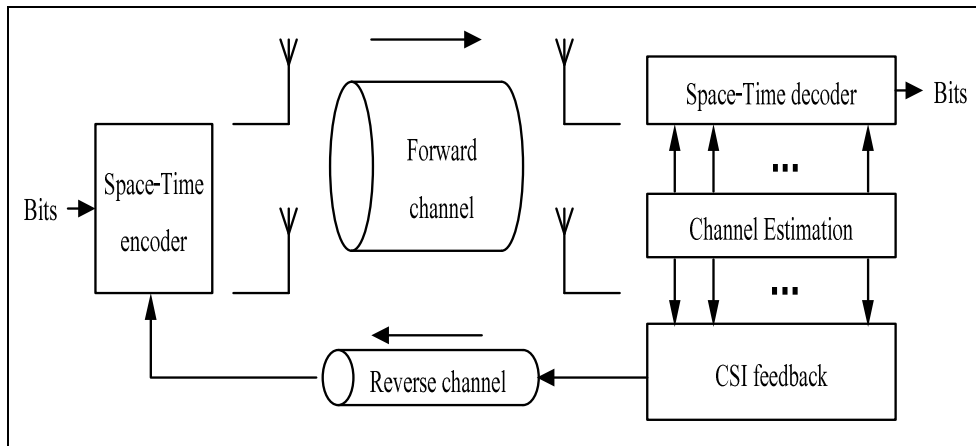 Bits
Space-Time
encoder
Forward
channel
Space-Time decoder
Bits
...
Channel Estimation
...
CSI feedback
Reverse channel